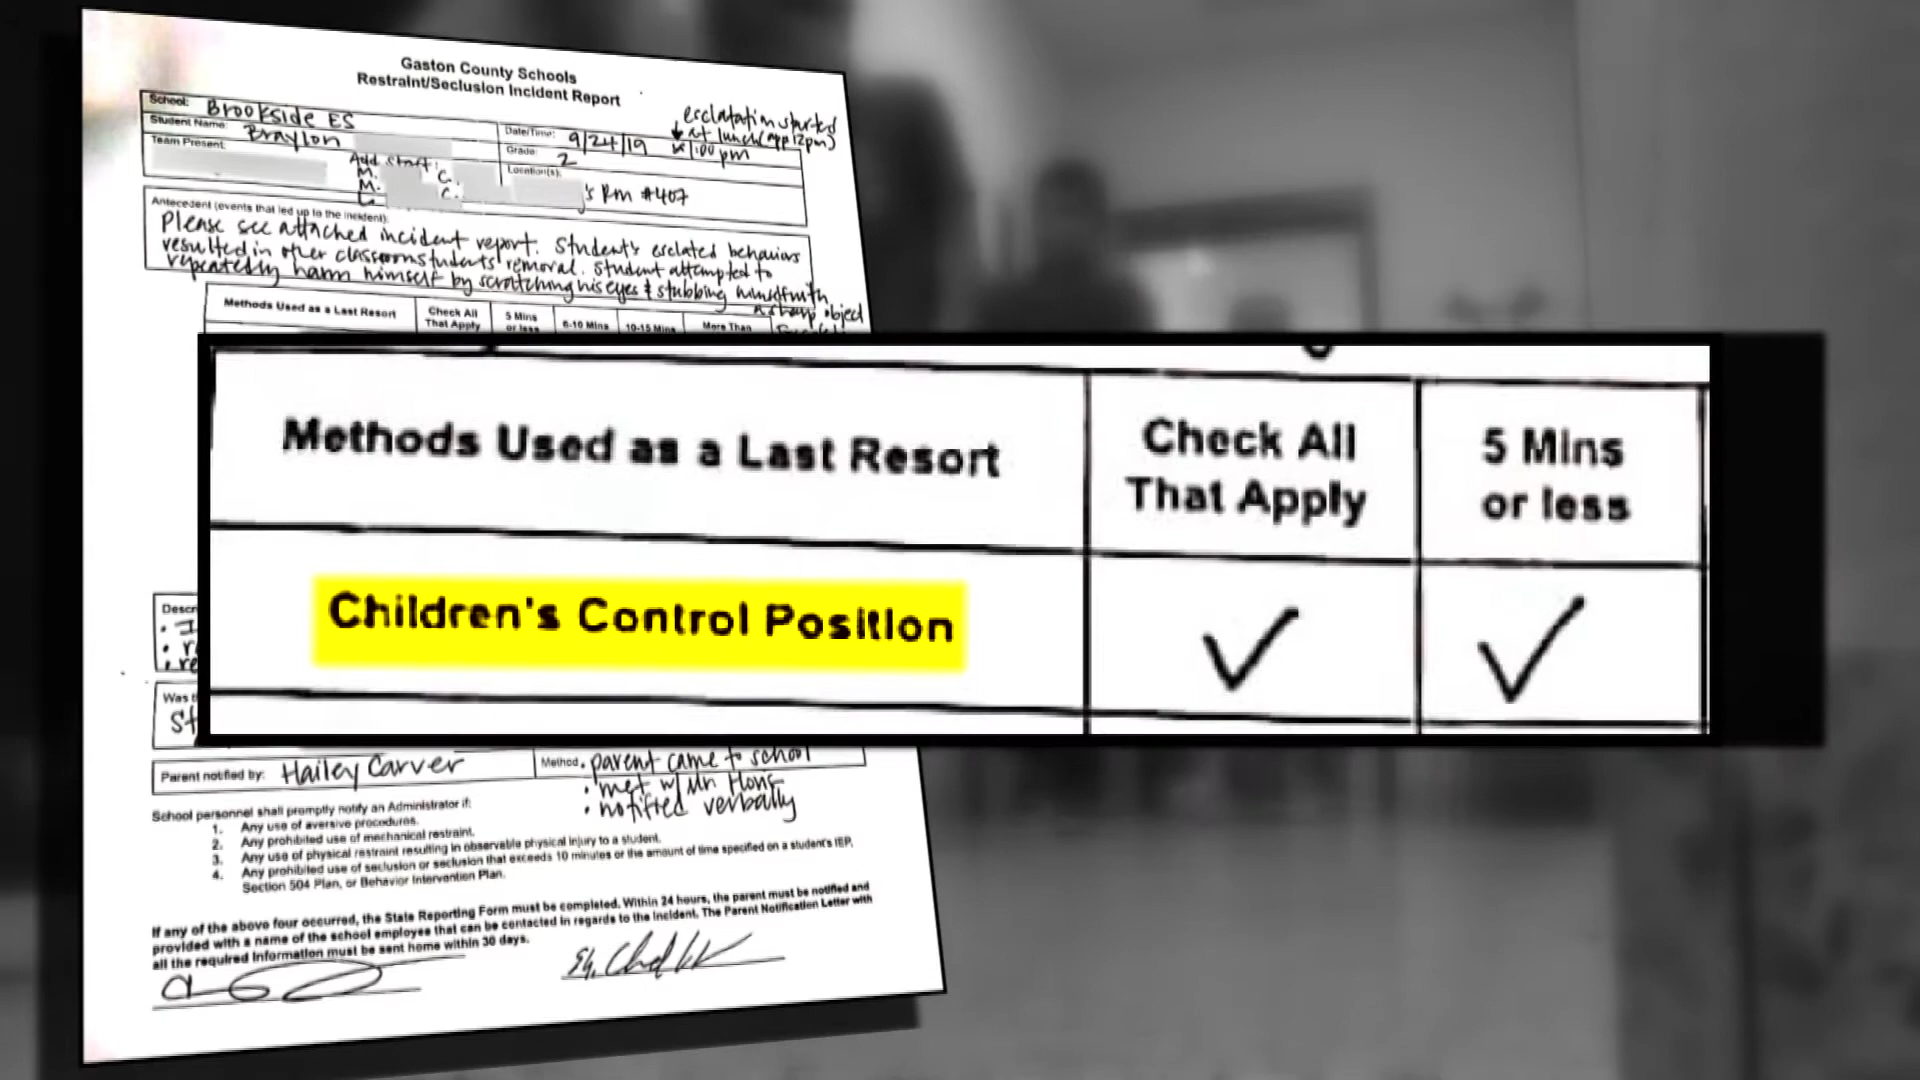 Gaston County Schools
Restraint/Seclusion Incident Report
esclatation started
at lunch (app 12pm)
School: Brookside ES
Student Name: Braylon
Date/Time: 9/24/19 1:00 pm
Team Present:
Add staff:
Grade: 2
M. C.
Location(s):
M. C.
's Rm #407
L
Antecedent (events that led up to the incident):
Please see attached incident report. Student's esclated behaviors
resulted in other classroom students' removal. Student attempted to
repeatedly harm himself by scratching his eyes & stubbing himself with
a sharp object
Methods Used as a Last Resort
Check All That Apply
5 Mins or less
6-10 Mins
10-15 Mins
More Than
Methods Used as a Last Resort
Check All
That Apply
5 Mins
or less
Children's Control Position ✓ ✓
Descr
Was t
St
Parent notified by: Hailey Carver
Method • parent came to school
• met w/ Mr
• notified verbally
School personnel shall promptly notify an Administrator if:
1. Any use of aversive procedures.
2. Any prohibited use of mechanical restraint.
3. Any use of physical restraint resulting in observable physical injury to a student.
4. Any prohibited use of seclusion or seclusion that exceeds 10 minutes or the amount of time specified on a student's IEP,
Section 504 Plan, or Behavior Intervention Plan.
If any of the above four occurred, the State Reporting Form must be completed. Within 24 hours, the parent must be notified and
provided with a name of the school employee that can be contacted in regards to the incident. The Parent Notification Letter with
all the required information must be sent home within 30 days.